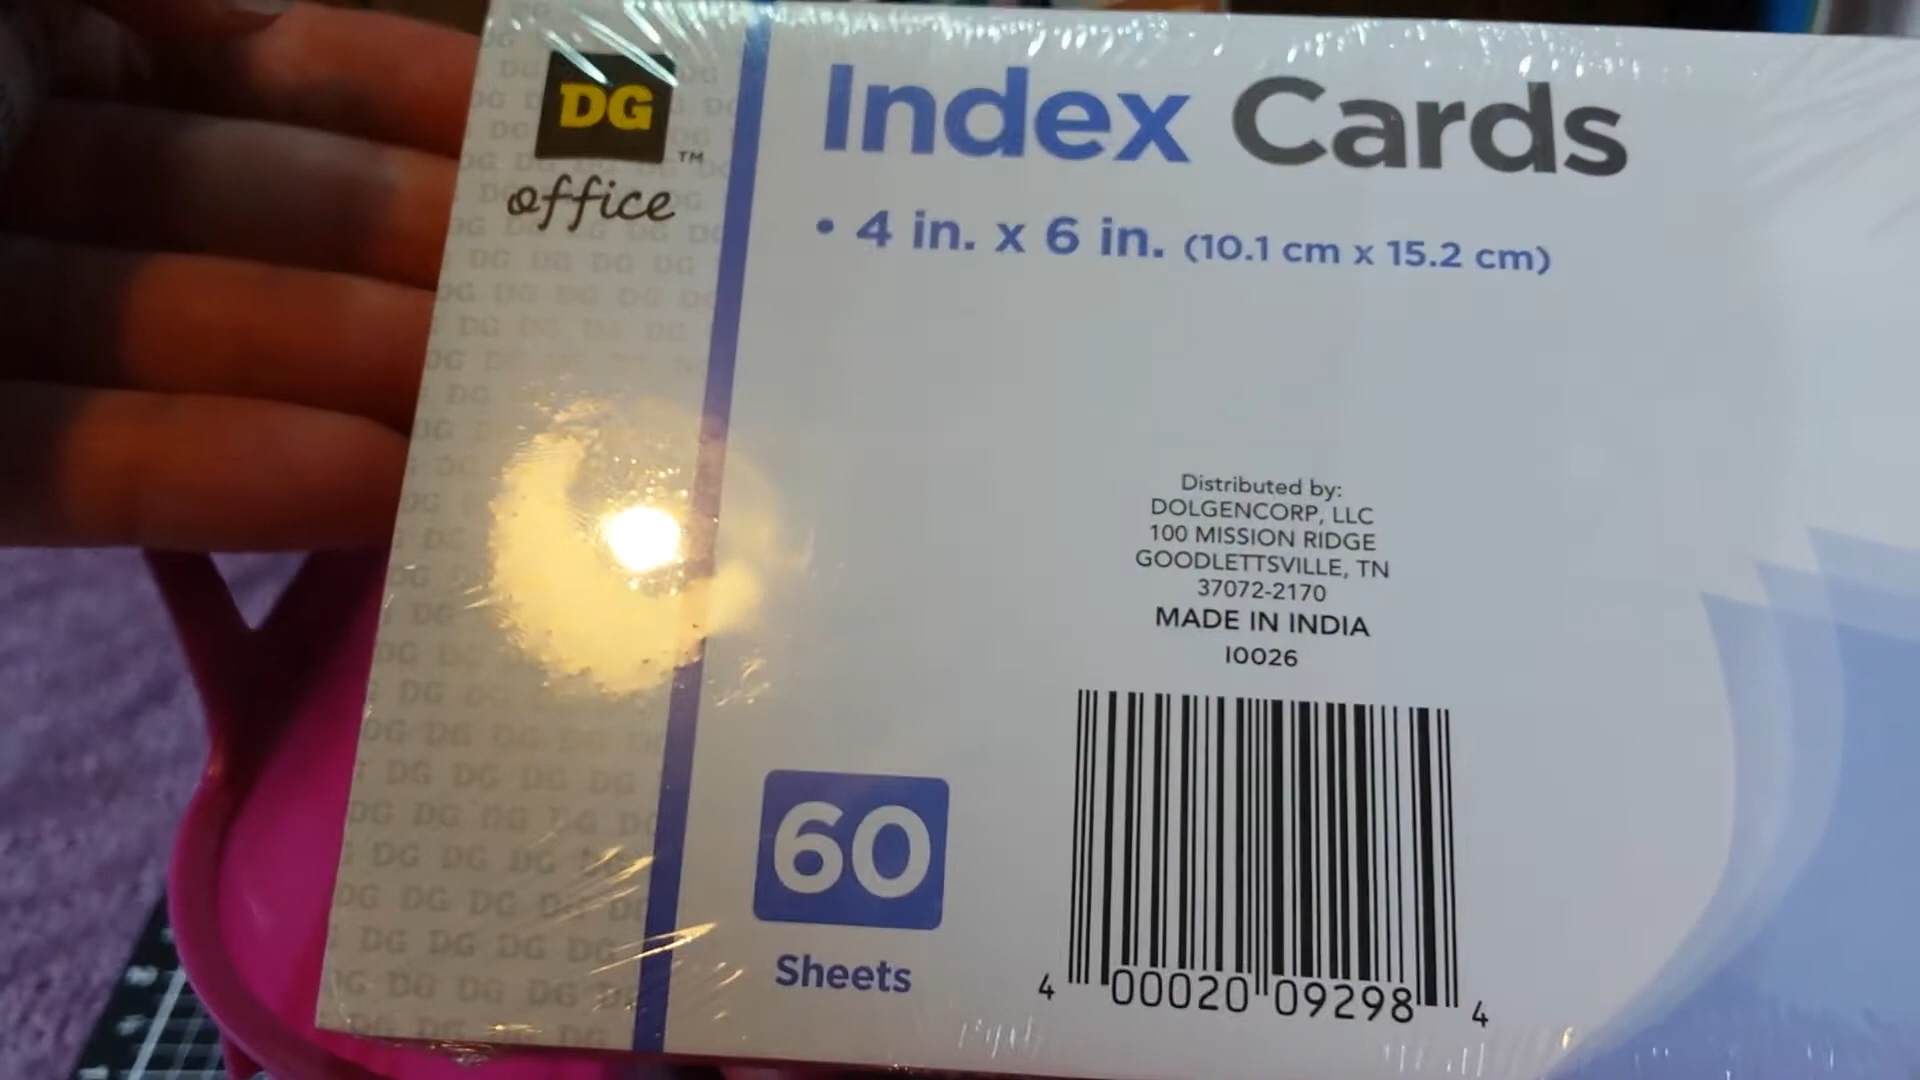 DG
™
office
Index Cards
• 4 in. x 6 in. (10.1 cm x 15.2 cm)
Distributed by:
DOLGENCORP, LLC
100 MISSION RIDGE
GOODLETTSVILLE, TN
37072-2170
MADE IN INDIA
I0026
60
Sheets
4 00020 09298 4